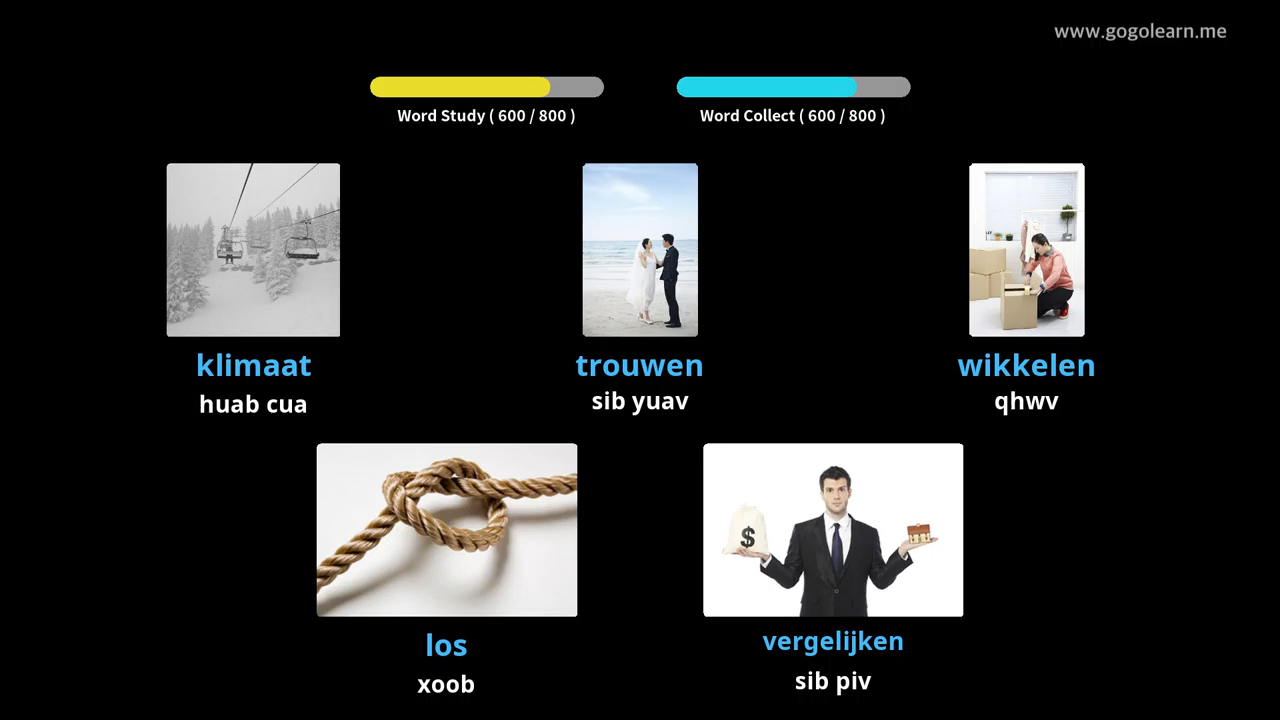 www.gogolearn.me
Word Study ( 600 / 800 )
Word Collect ( 600 / 800 )
klimaat
huab cua
trouwen
sib yuav
wikkelen
qhwv
$
los
xoob
vergelijken
sib piv